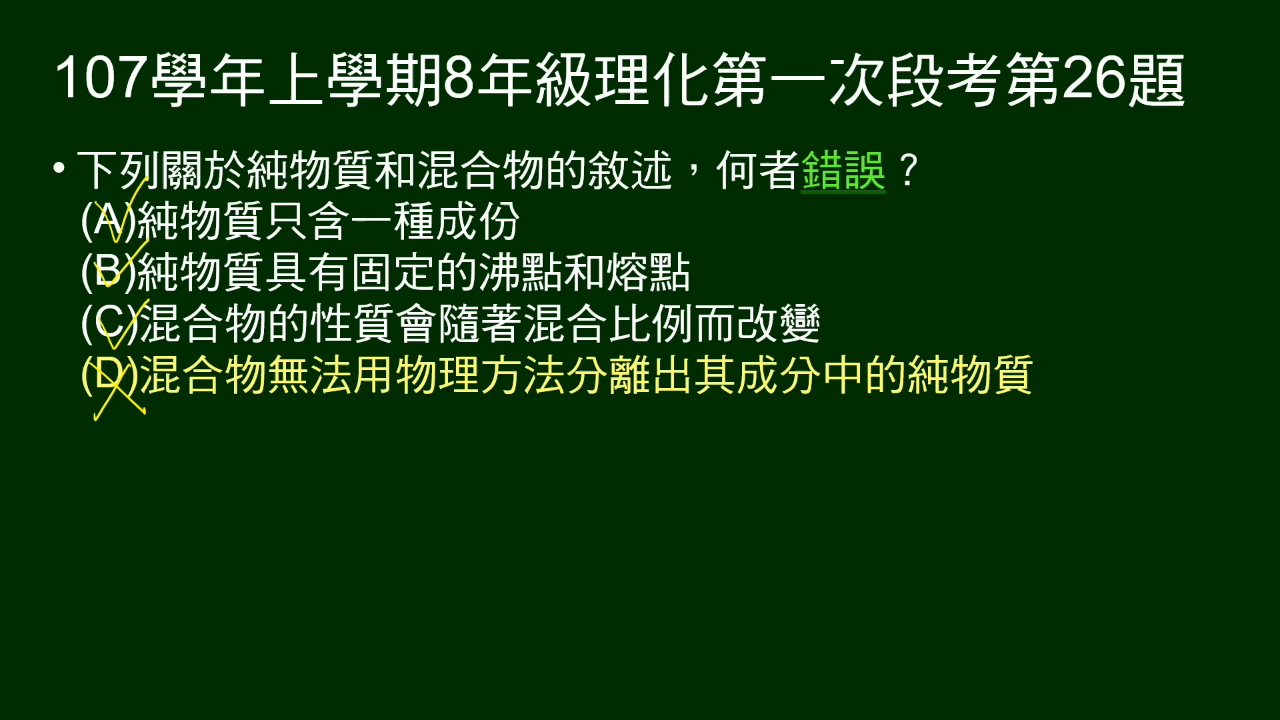 107學年上學期8年級理化第一次段考第26題
• 下列關於純物質和混合物的敘述，何者錯誤？
(A)純物質只含一種成份
(B)純物質具有固定的沸點和熔點
(C)混合物的性質會隨著混合比例而改變
(D)混合物無法用物理方法分離出其成分中的純物質